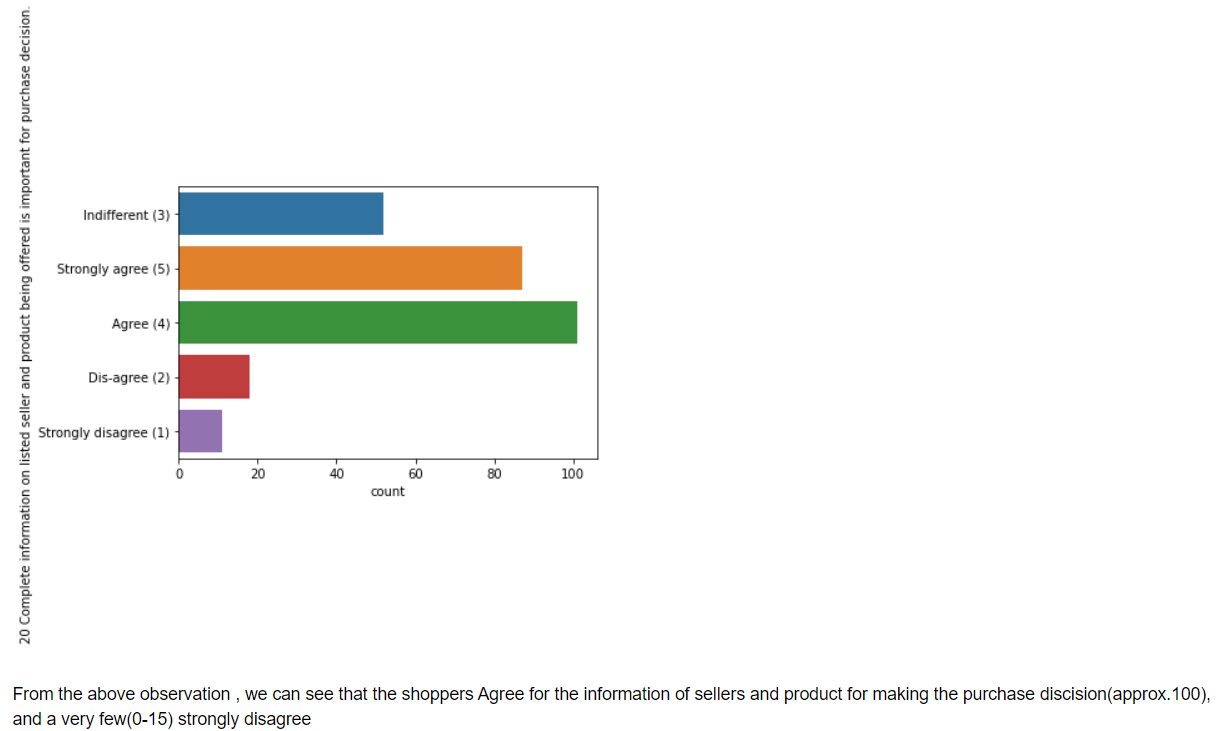 20 Complete information on listed seller and product being offered is important for purchase decision.
Indifferent (3)
Strongly agree (5)
Agree (4)
Dis-agree (2)
Strongly disagree (1)
0 20 40 60 80 100
count
From the above observation , we can see that the shoppers Agree for the information of sellers and product for making the purchase discision(approx.100),
and a very few(0-15) strongly disagree